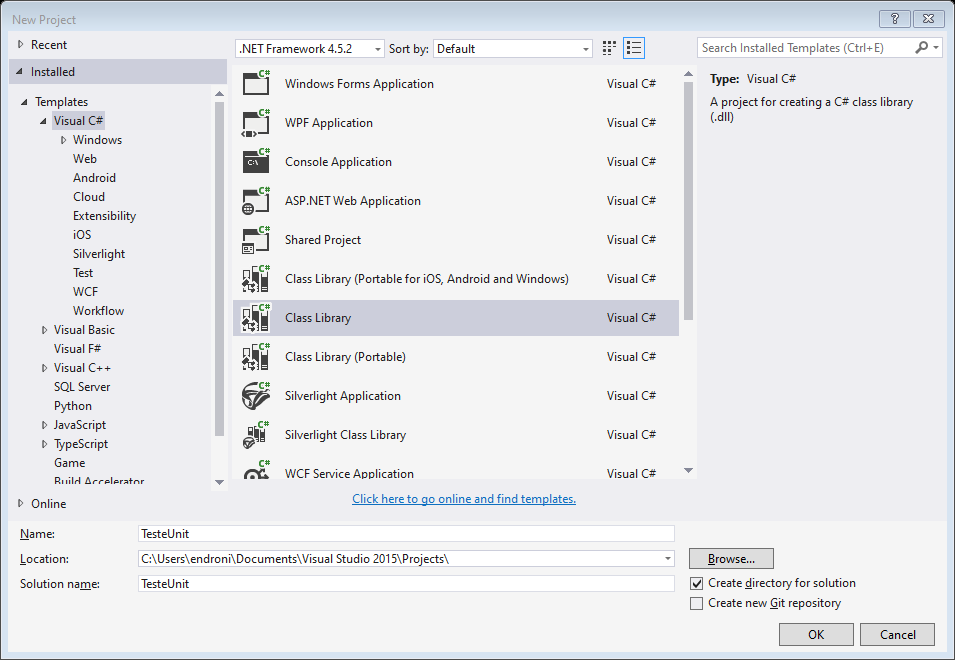 New Project
Recent
Installed
Templates
Visual C#
Windows
Web
Android
Cloud
Extensibility
iOS
Silverlight
Test
WCF
Workflow
Visual Basic
Visual F#
Visual C++
SQL Server
Python
JavaScript
TypeScript
Game
Build Accelerator
Online
.NET Framework 4.5.2 Sort by: Default
Windows Forms Application Visual C#
WPF Application Visual C#
Console Application Visual C#
ASP.NET Web Application Visual C#
Shared Project Visual C#
Class Library (Portable for iOS, Android and Windows) Visual C#
Class Library Visual C#
Class Library (Portable) Visual C#
Silverlight Application Visual C#
Silverlight Class Library Visual C#
WCF Service Application Visual C#
Click here to go online and find templates.
Search Installed Templates (Ctrl+E)
Type: Visual C#
A project for creating a C# class library
(.dll)
Name: TesteUnit
Location: C:\Users\endroni\Documents\Visual Studio 2015\Projects\
Browse...
Solution name: TesteUnit
Create directory for solution
Create new Git repository
OK Cancel